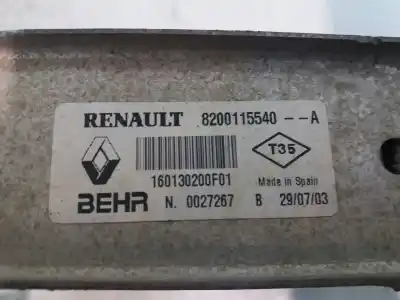 RENAULT 8200115540--A
T35
160130200F01
Made in Spain
BEHR N. 0027267 B 29/07/03